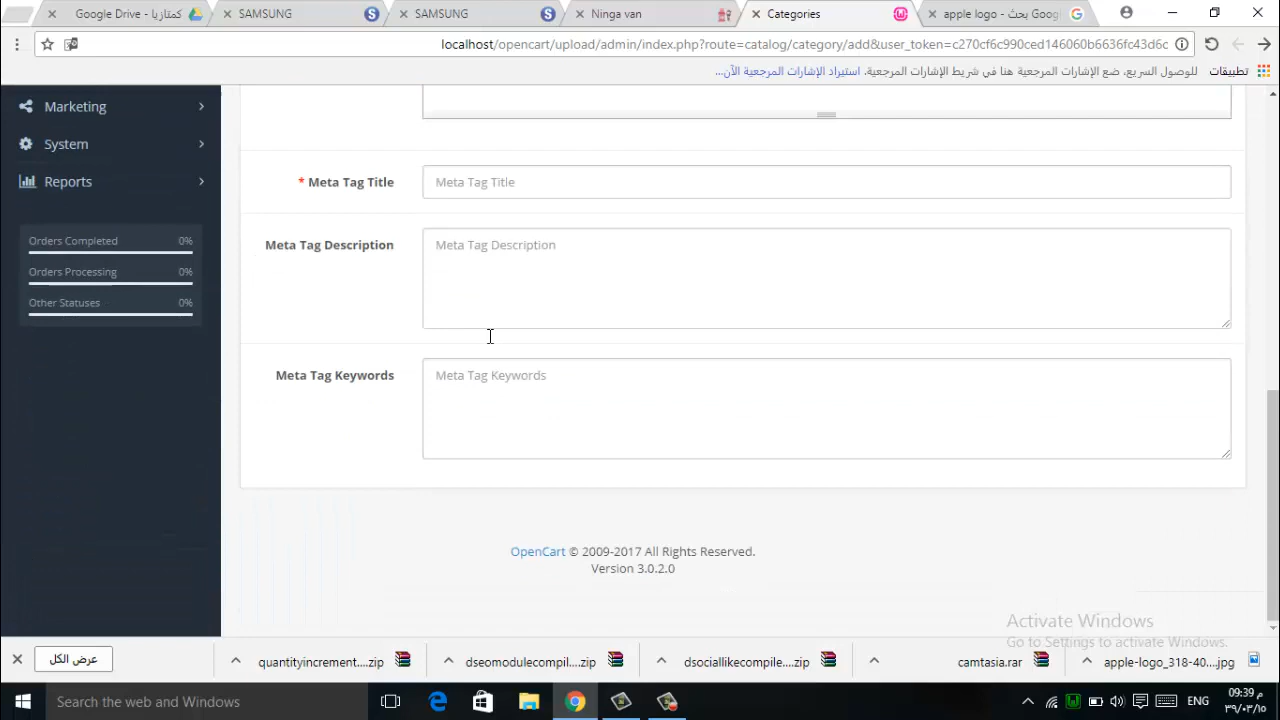 Google Drive - كمتازيا
SAMSUNG
SAMSUNG
Ninga van
Categories
apple logo - بحث Googl
localhost/opencart/upload/admin/index.php?route=catalog/category/add&user_token=c270cf6c990ced146060b6636fc43d6c
تطبيقات
للوصول السريع، ضع الإشارات المرجعية هنا في شريط الإشارات المرجعية. استيراد الإشارات المرجعية الآن...
Marketing
System
Reports
Orders Completed 0%
Orders Processing 0%
Other Statuses 0%
* Meta Tag Title
Meta Tag Title
Meta Tag Description
Meta Tag Description
Meta Tag Keywords
Meta Tag Keywords
OpenCart © 2009-2017 All Rights Reserved.
Version 3.0.2.0
Activate Windows
Go to Settings to activate Windows.
عرض الكل
quantityincrement....zip
dseomodulecompil....zip
dsociallikecompile....zip
camtasia.rar
apple-logo_318-40....jpg
Search the web and Windows
ENG
09:39 م
٣٩/٠٣/١٥